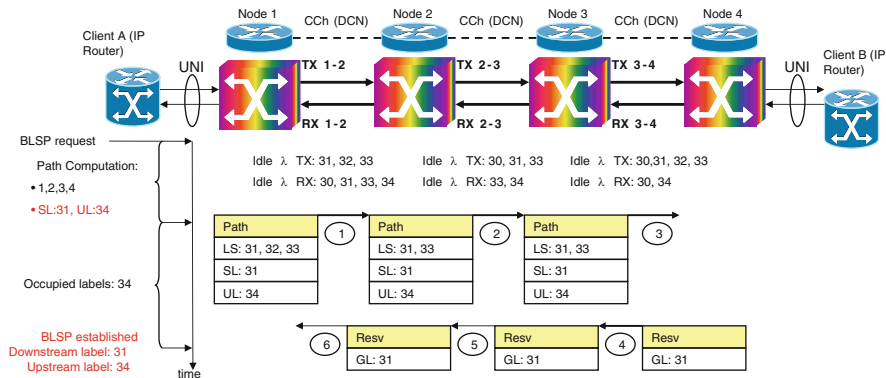 Node 1
CCh (DCN)
Node 2
CCh (DCN)
Node 3
CCh (DCN)
Node 4
Client A (IP
Router)
UNI
TX 1-2
TX 2-3
TX 3-4
UNI
Client B (IP
Router)
RX 1-2
RX 2-3
RX 3-4
BLSP request
Path Computation:
• 1,2,3,4
• SL:31, UL:34
Idle λ TX: 31, 32, 33
Idle λ RX: 30, 31, 33, 34
Idle λ TX: 30, 31, 33
Idle λ RX: 33, 34
Idle λ TX: 30,31, 32, 33
Idle λ RX: 30, 34
Path
LS: 31, 32, 33
SL: 31
UL: 34
1
Path
LS: 31, 33
SL: 31
UL: 34
2
Path
LS: 31, 33
SL: 31
UL: 34
3
Occupied labels: 34
BLSP established
Downstream label: 31
Upstream label: 34
time
6
Resv
GL: 31
5
Resv
GL: 31
4
Resv
GL: 31